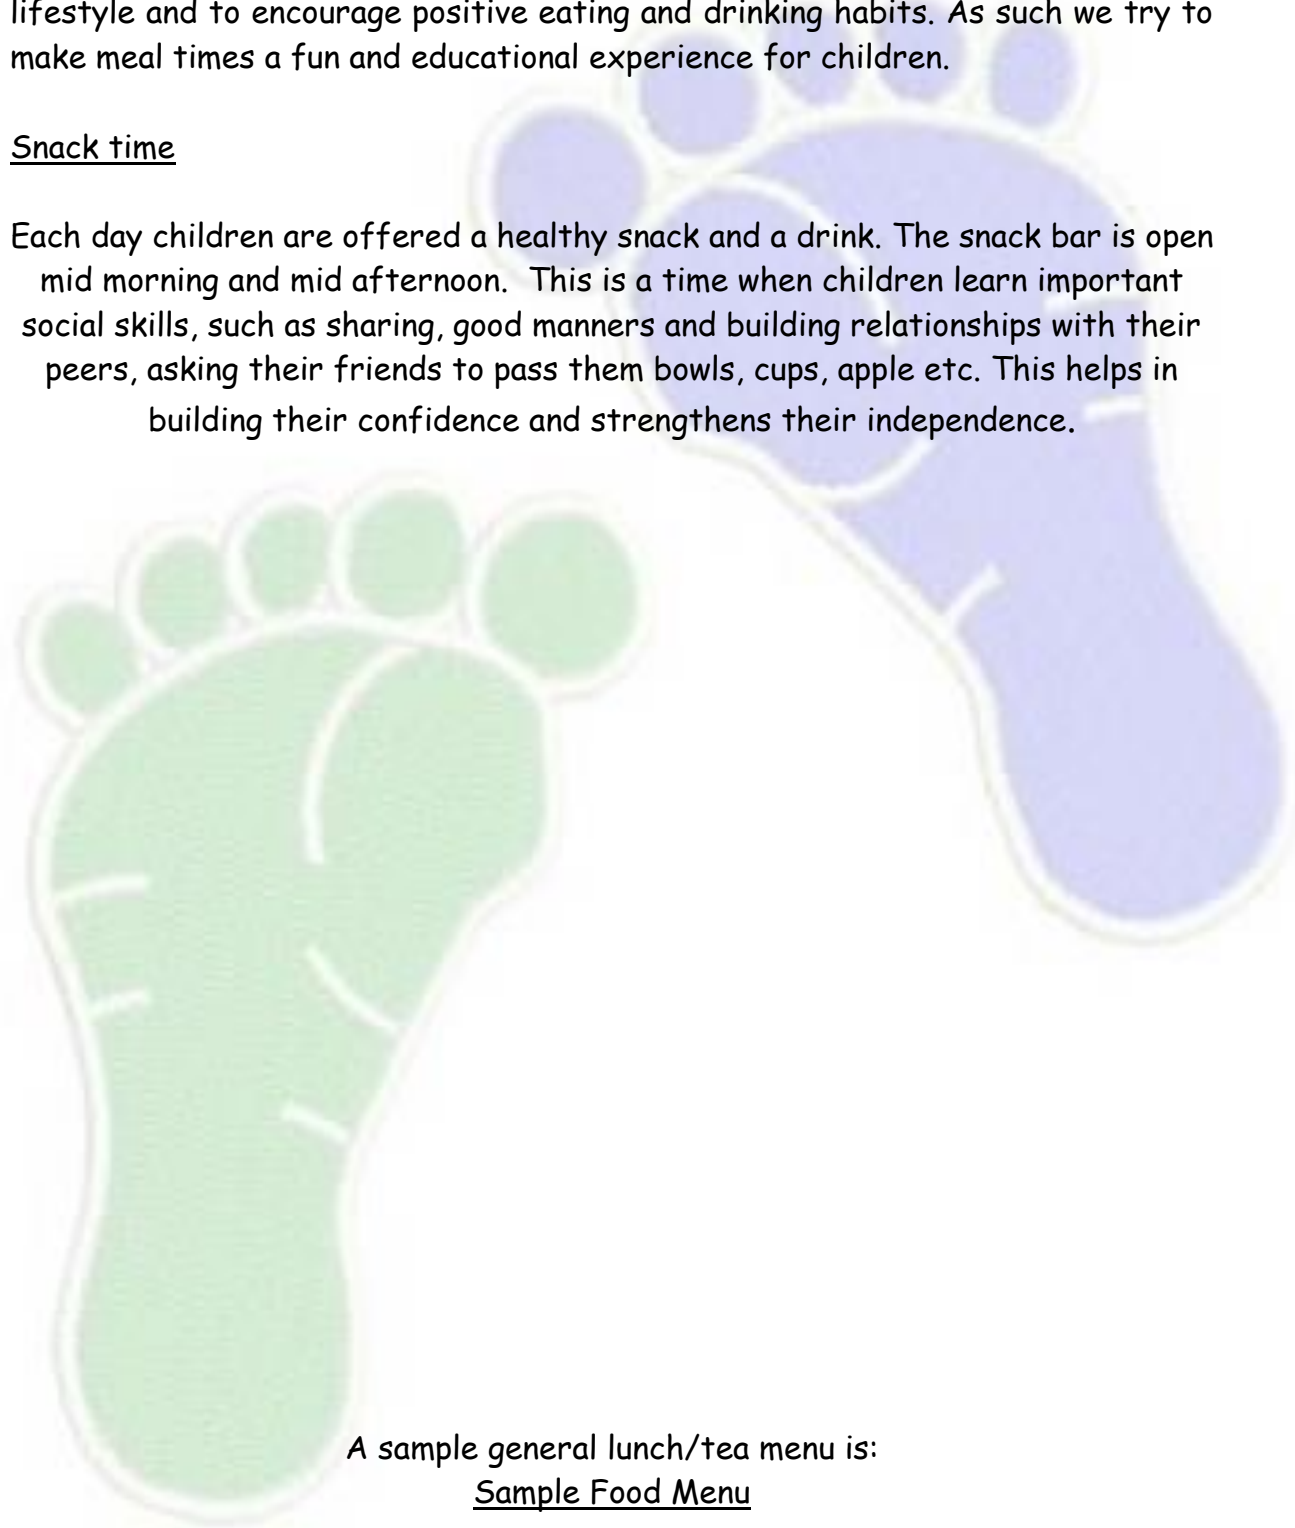 lifestyle and to encourage positive eating and drinking habits. As such we try to
make meal times a fun and educational experience for children.
Snack time
Each day children are offered a healthy snack and a drink. The snack bar is open
mid morning and mid afternoon.  This is a time when children learn important
social skills, such as sharing, good manners and building relationships with their
peers, asking their friends to pass them bowls, cups, apple etc. This helps in
building their confidence and strengthens their independence.
A sample general lunch/tea menu is:
Sample Food Menu